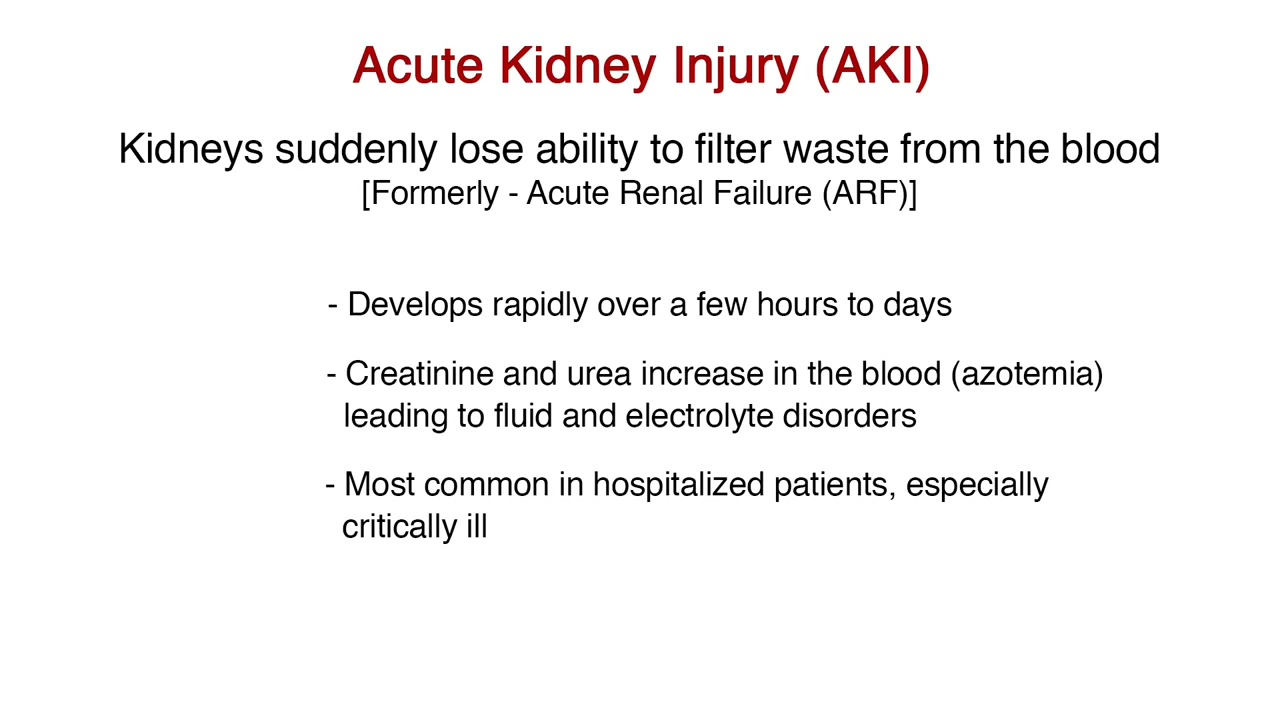 Acute Kidney Injury (AKI)
Kidneys suddenly lose ability to filter waste from the blood
[Formerly - Acute Renal Failure (ARF)]
- Develops rapidly over a few hours to days
- Creatinine and urea increase in the blood (azotemia)
leading to fluid and electrolyte disorders
- Most common in hospitalized patients, especially
critically ill